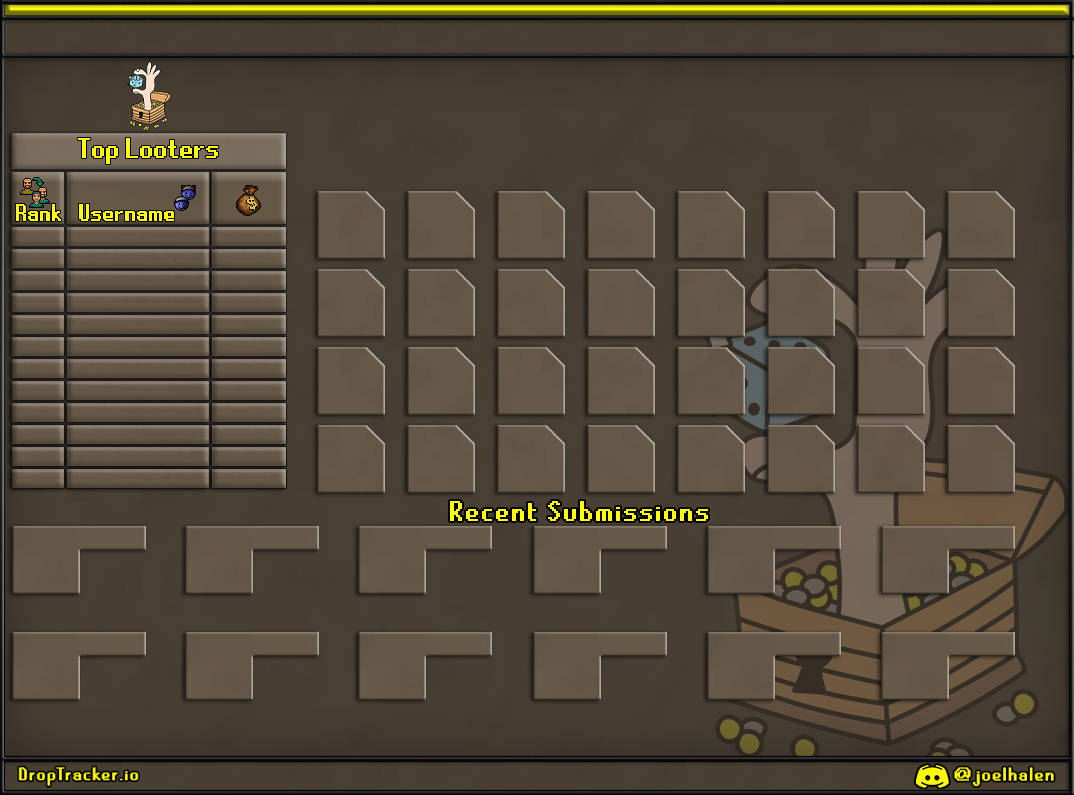 Top Looters
Rank
Username
Recent Submissions
DropTracker.io
@joelhalen